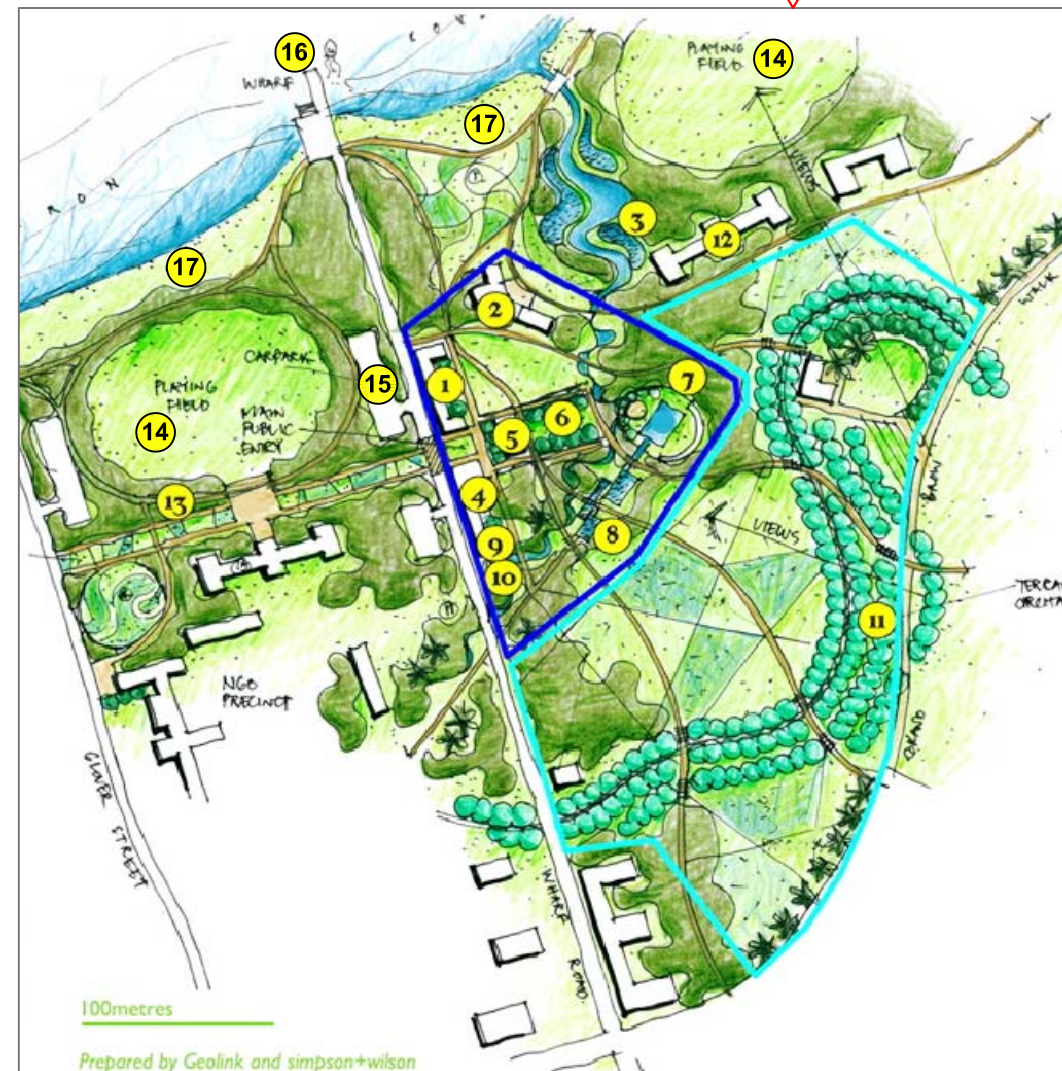 16
WHARF
PLAYING
FIELD
14
17
VIEWS
3
12
17
2
WALK
CARPARK
15
1
7
PLAYING
FIELD
14
MAIN
PUBLIC
ENTRY
5
6
13
4
VIEWS
9
8
10
11
NGB
PRECINCT
GLOVER STREET
WHARF ROAD
100metres
Prepared by Geolink and simpson+wilson